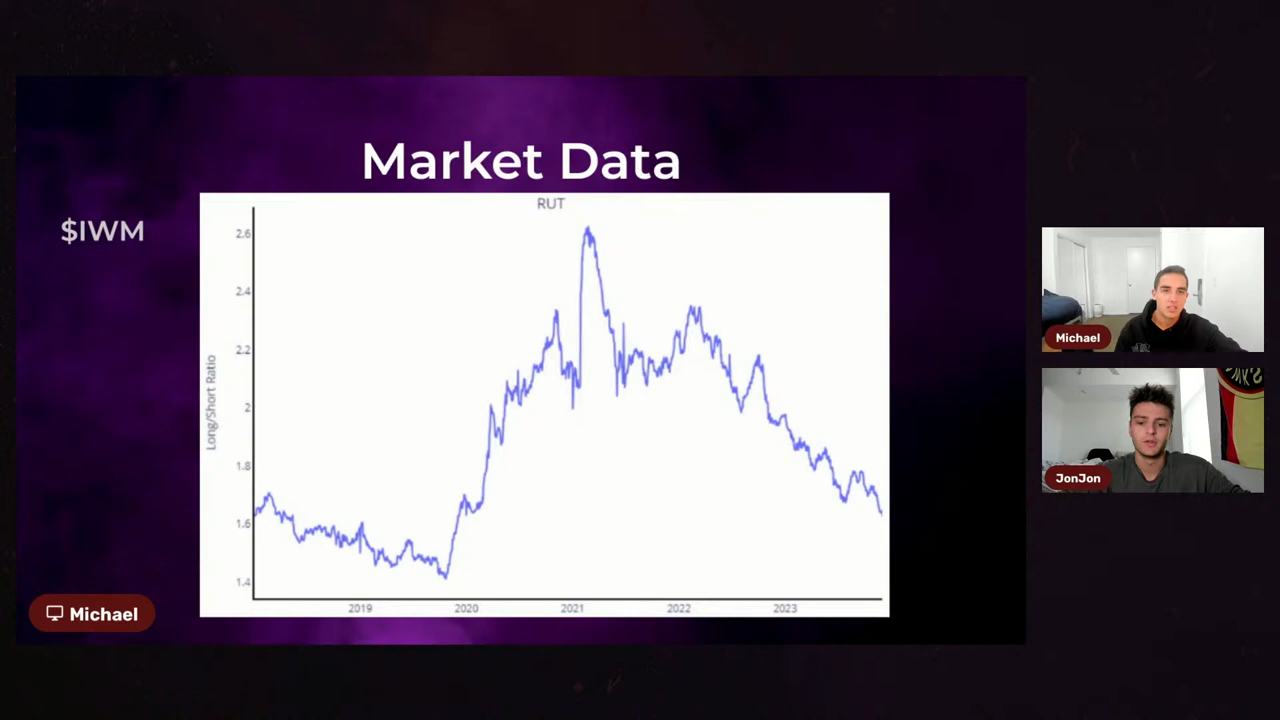 Market Data
$IWM
RUT
Long/Short Ratio
2.6
2.4
2.2
2
1.8
1.6
1.4
2019 2020 2021 2022 2023
Michael
Michael
JonJon